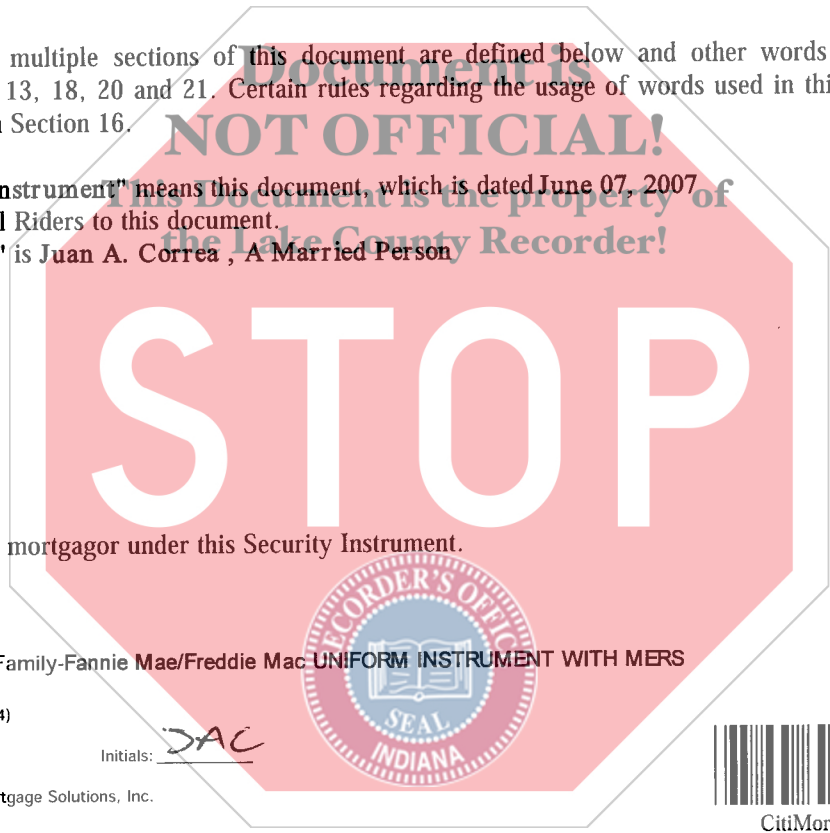 multiple sections of this document are defined below and other words
Document is
13, 18, 20 and 21. Certain rules regarding the usage of words used in thi
Section 16.
NOT OFFICIAL!
nstrument" means this document, which is dated June 07, 2007
This Document is the property of
l Riders to this document.
the Lake County Recorder!
" is Juan A. Correa , A Married Person
STOP
mortgagor under this Security Instrument.
RECORDER'S OFFICE
Family-Fannie Mae/Freddie Mac UNIFORM INSTRUMENT WITH MERS
4)
SEAL
INDIANA
Initials: JAC
tgage Solutions, Inc.
CitiMor